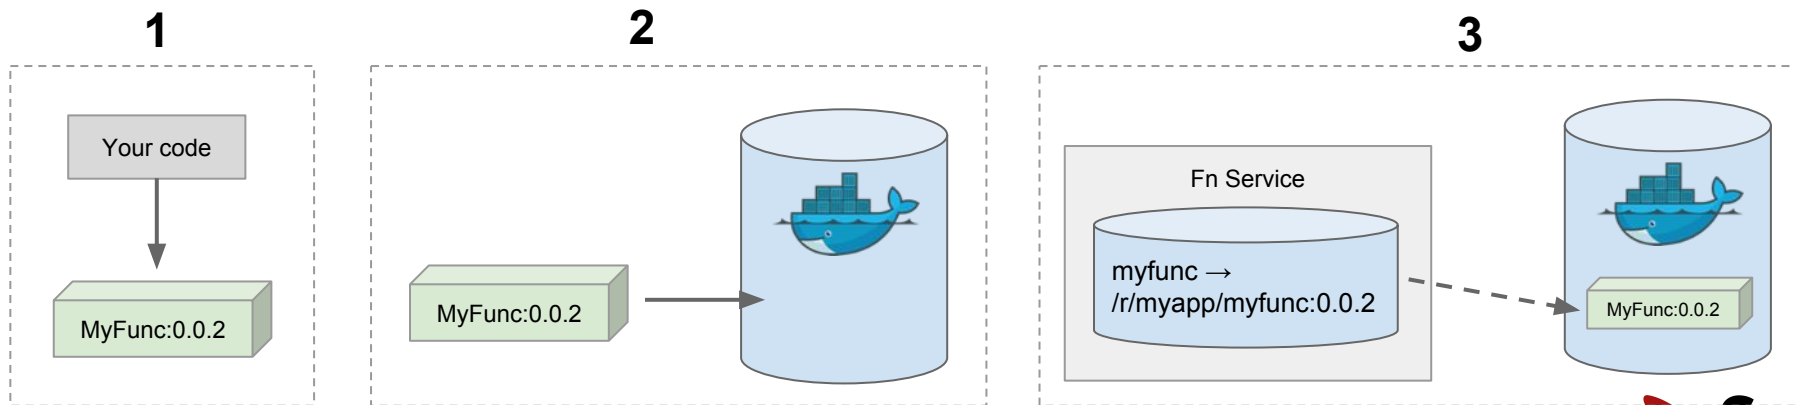 1
2
3
Your code
MyFunc:0.0.2
MyFunc:0.0.2
Fn Service
myfunc →
/r/myapp/myfunc:0.0.2
MyFunc:0.0.2